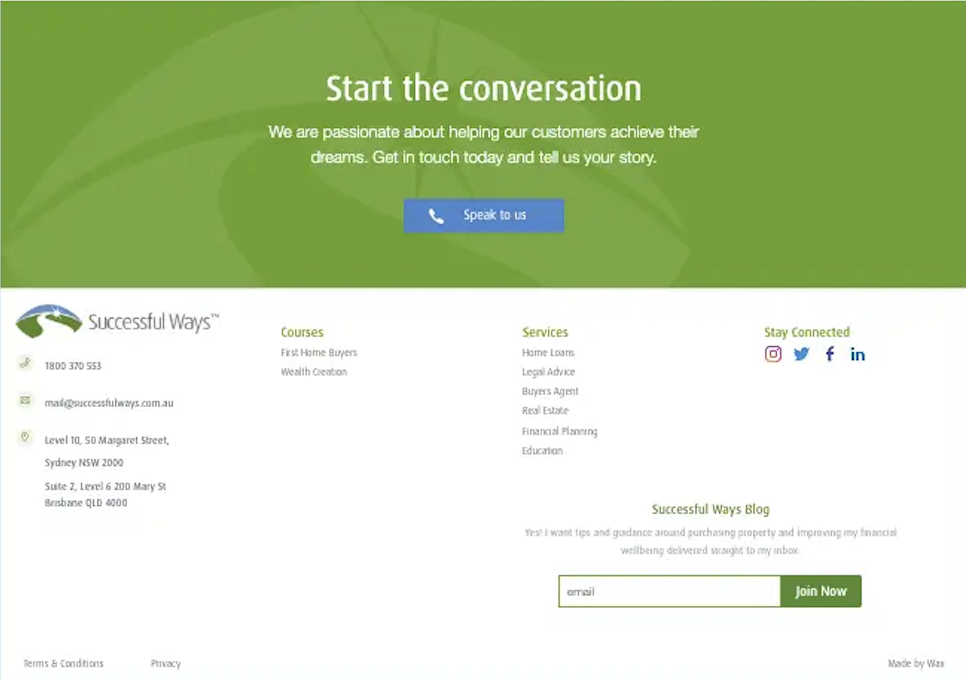 Start the conversation
We are passionate about helping our customers achieve their
dreams. Get in touch today and tell us your story.
Speak to us
Successful Ways™
1800 370 553
mail@successfulways.com.au
Level 10, 50 Margaret Street,
Sydney NSW 2000
Suite 2, Level 6 200 Mary St
Brisbane QLD 4000
Courses
First Home Buyers
Wealth Creation
Services
Home Loans
Legal Advice
Buyers Agent
Real Estate
Financial Planning
Education
Stay Connected
Successful Ways Blog
Yes! I want tips and guidance around purchasing property and improving my financial
wellbeing delivered straight to my inbox.
email
Join Now
Terms & Conditions
Privacy
Made by Wax